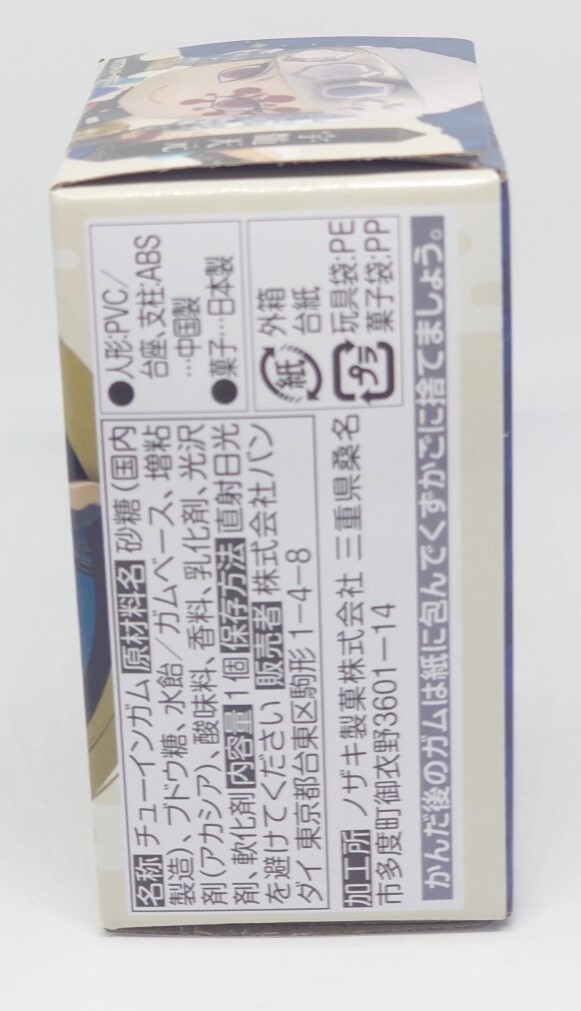 宇髄天元
名称 チューインガム 原材料名 砂糖（国内
製造）、ブドウ糖、水飴／ガムベース、増粘
剤（アカシア）、酸味料、香料、乳化剤、光沢
剤、軟化剤 内容量 1個 保存方法 直射日光
を避けてください 販売者 株式会社バン
ダイ 東京都台東区駒形1−4−8
●人形:PVC／
台座、支柱:ABS
…中国製
●菓子…日本製
紙
外箱
台紙
プラ
玩具袋:PE
菓子袋:PP
加工所 ノザキ製菓株式会社 三重県桑名
市多度町御衣野3601−14
かんだ後のガムは紙に包んでくずかごに捨てましょう。